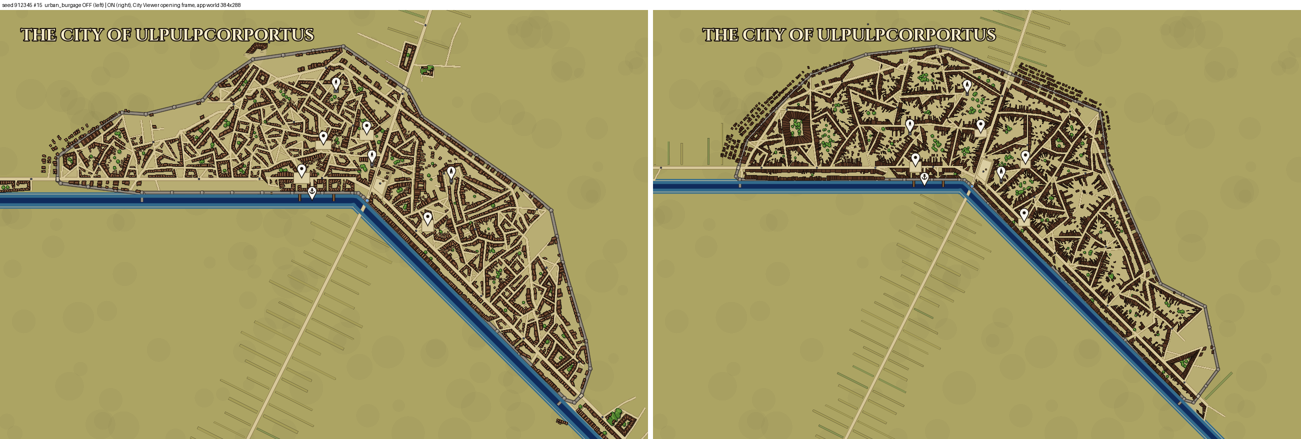 seed 912345 #15 urban_burgage OFF (left) | ON (right), City Viewer opening frame, app world 384x288
THE CITY OF ULPULPCORPORTUS
THE CITY OF ULPULPCORPORTUS